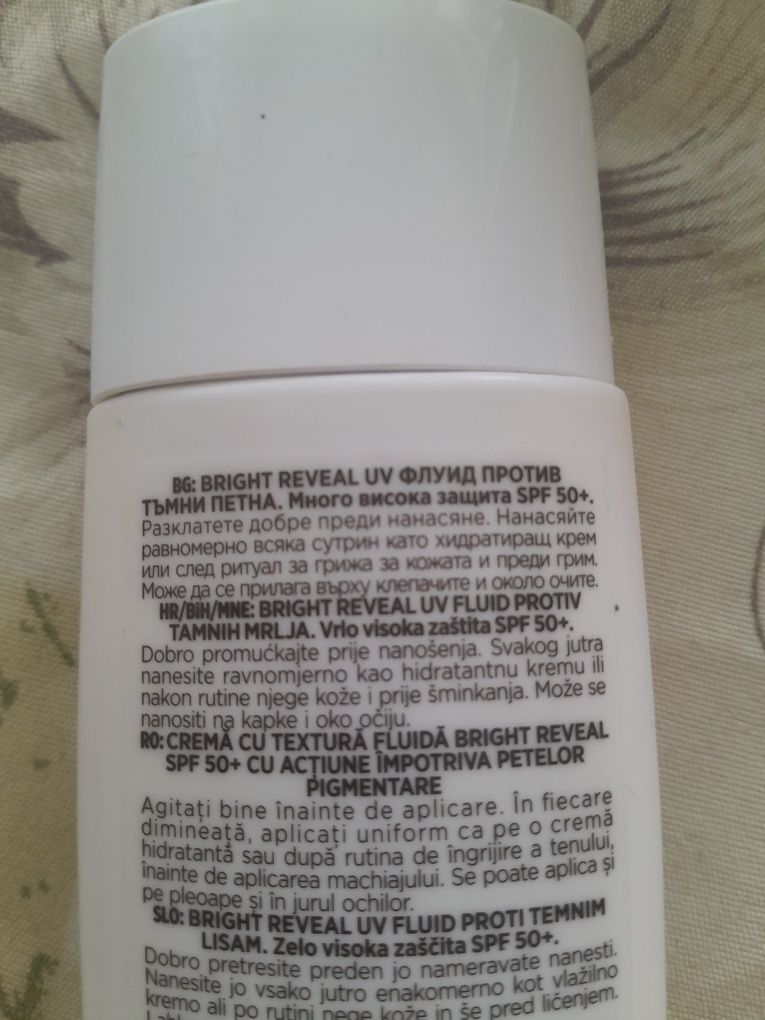 BG: BRIGHT REVEAL UV ФЛУИД ПРОТИВ
ТЪМНИ ПЕТНА. Много висока защита SPF 50+.
Разклатете добре преди нанасяне. Нанасяйте
равномерно всяка сутрин като хидратиращ крем
или след ритуал за грижа за кожата и преди грим.
Може да се прилага върху клепачите и около очите.
HR/BiH/MNE: BRIGHT REVEAL UV FLUID PROTIV
TAMNIH MRLJA. Vrlo visoka zaštita SPF 50+.
Dobro promućkajte prije nanošenja. Svakog jutra
nanesite ravnomjerno kao hidratantnu kremu ili
nakon rutine njege kože i prije šminkanja. Može se
nanositi na kapke i oko očiju.
RO: CREMĂ CU TEXTURĂ FLUIDĂ BRIGHT REVEAL
SPF 50+ CU ACȚIUNE ÎMPOTRIVA PETELOR
PIGMENTARE
Agitați bine înainte de aplicare. În fiecare
dimineață, aplicați uniform ca pe o cremă
hidratantă sau după rutina de îngrijire a tenului,
înainte de aplicarea machiajului. Se poate aplica și
pe pleoape și în jurul ochilor.
SLO: BRIGHT REVEAL UV FLUID PROTI TEMNIM
LISAM. Zelo visoka zaščita SPF 50+.
Dobro pretresite preden jo nameravate nanesti.
Nanesite jo vsako jutro enakomerno kot vlažilno
kremo ali po rutini nege kože in še pred ličenjem.